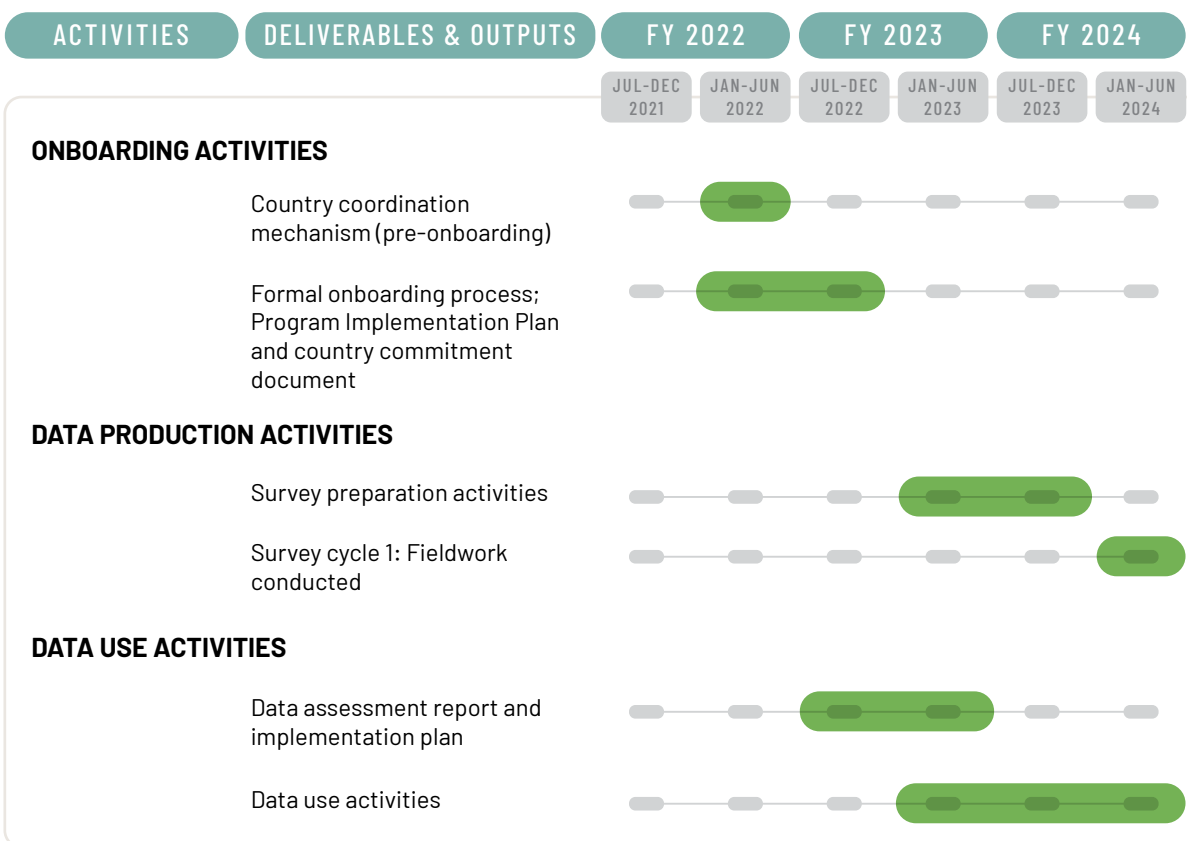 ACTIVITIES
DELIVERABLES & OUTPUTS
FY 2022
FY 2023
FY 2024
JUL-DEC
2021
JAN-JUN
2022
JUL-DEC
2022
JAN-JUN
2023
JUL-DEC
2023
JAN-JUN
2024
ONBOARDING ACTIVITIES
Country coordination
mechanism (pre-onboarding)
Formal onboarding process;
Program Implementation Plan
and country commitment
document
DATA PRODUCTION ACTIVITIES
Survey preparation activities
Survey cycle 1: Fieldwork
conducted
DATA USE ACTIVITIES
Data assessment report and
implementation plan
Data use activities